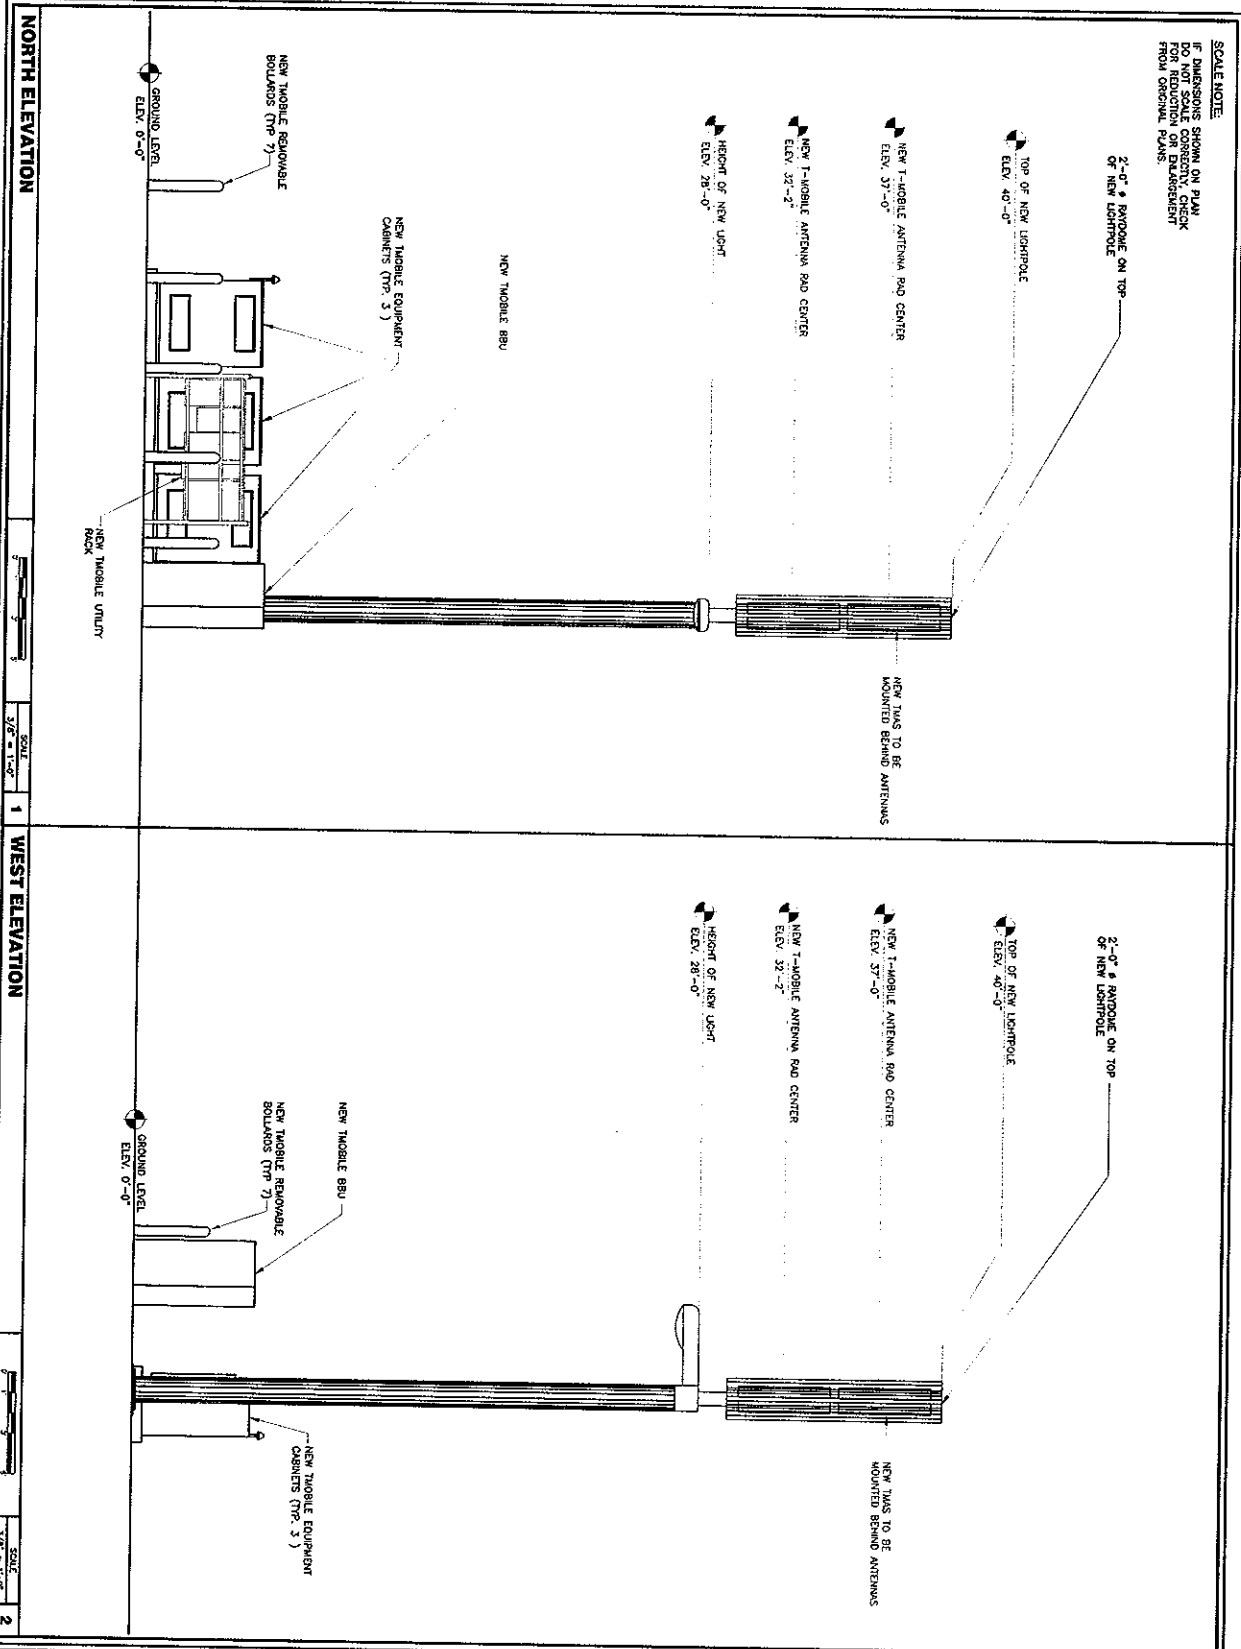 SCALE NOTE:
IF DIMENSIONS SHOWN ON PLAN
DO NOT SCALE CORRECTLY, CHECK
FOR REDUCTION OR ENLARGEMENT
FROM ORIGINAL PLANS.
2'-0" ø RAYDOME ON TOP
OF NEW LIGHTPOLE
TOP OF NEW LIGHTPOLE
ELEV. 40'-0"
NEW T-MOBILE ANTENNA RAD CENTER
ELEV. 37'-0"
NEW T-MOBILE ANTENNA RAD CENTER
ELEV. 32'-2"
HEIGHT OF NEW LIGHT
ELEV. 28'-0"
NEW TMAS TO BE
MOUNTED BEHIND ANTENNAS
NEW TMOBILE BBU
NEW TMOBILE EQUIPMENT
CABINETS (TYP. 3 )
NEW TMOBILE REMOVABLE
BOLLARDS (TYP 7)
GROUND LEVEL
ELEV. 0'-0"
NEW TMOBILE UTILITY
RACK
NORTH ELEVATION
SCALE
3/8" = 1'-0"
1
2'-0" ø RAYDOME ON TOP
OF NEW LIGHTPOLE
TOP OF NEW LIGHTPOLE
ELEV. 40'-0"
NEW T-MOBILE ANTENNA RAD CENTER
ELEV. 37'-0"
NEW T-MOBILE ANTENNA RAD CENTER
ELEV. 32'-2"
HEIGHT OF NEW LIGHT
ELEV. 28'-0"
NEW TMAS TO BE
MOUNTED BEHIND ANTENNAS
NEW TMOBILE BBU
NEW TMOBILE REMOVABLE
BOLLARDS (TYP 7)
GROUND LEVEL
ELEV. 0'-0"
NEW TMOBILE EQUIPMENT
CABINETS (TYP. 3 )
WEST ELEVATION
SCALE
2